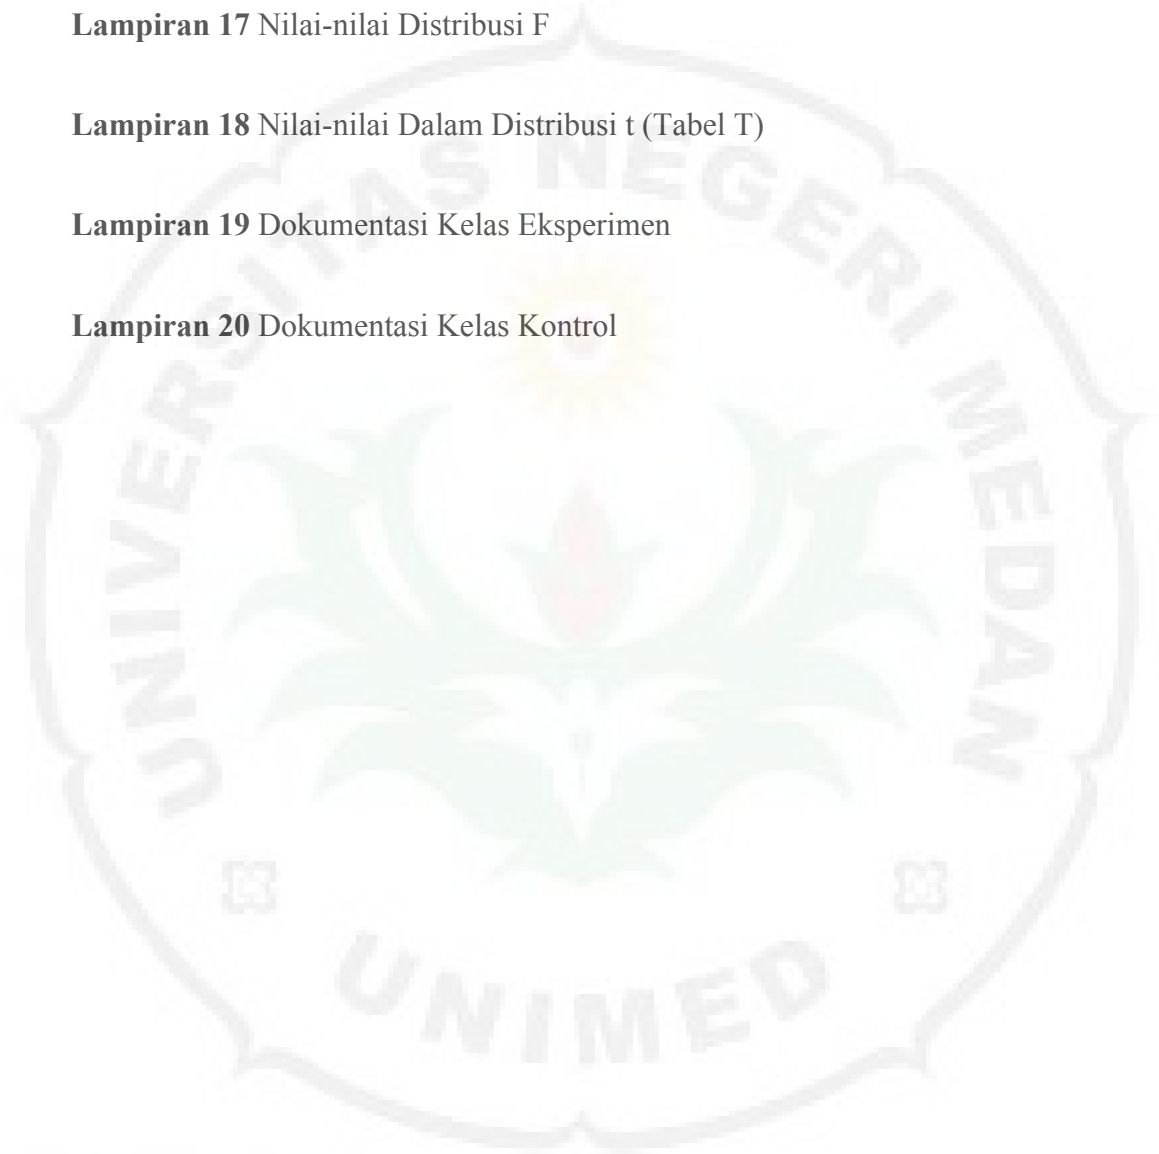 Lampiran 17 Nilai-nilai Distribusi F
Lampiran 18 Nilai-nilai Dalam Distribusi t (Tabel T)
Lampiran 19 Dokumentasi Kelas Eksperimen
Lampiran 20 Dokumentasi Kelas Kontrol
UNIVERSITAS NEGERI MEDAN
UNIMED